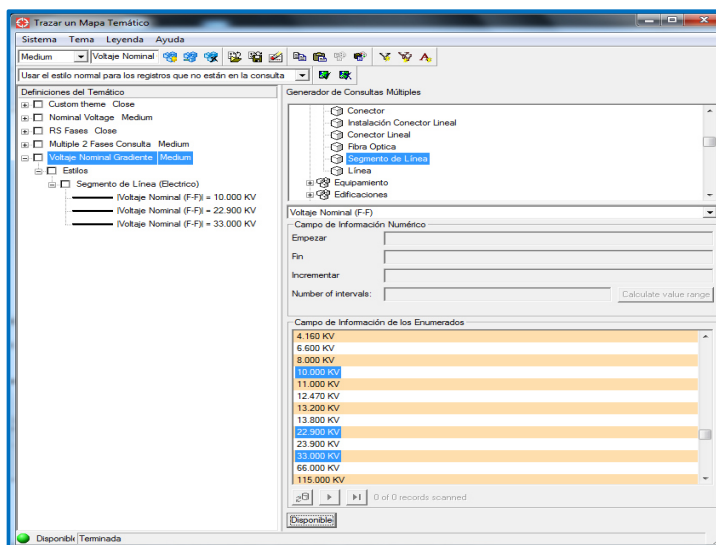 Trazar un Mapa Temático
Sistema Tema Leyenda Ayuda
Medium Voltaje Nominal
Usar el estilo normal para los registros que no están en la consulta
Definiciones del Temático
Custom theme Close
Nominal Voltage Medium
RS Fases Close
Multiple 2 Fases Consulta Medium
Voltaje Nominal Gradiente Medium
Estilos
Segmento de Línea (Electrico)
|Voltaje Nominal (F-F)| = 10.000 KV
|Voltaje Nominal (F-F)| = 22.900 KV
|Voltaje Nominal (F-F)| = 33.000 KV
Generador de Consultas Múltiples
Conector
Instalación Conector Lineal
Conector Lineal
Fibra Optica
Segmento de Línea
Línea
Equipamiento
Edificaciones
Voltaje Nominal (F-F)
Campo de Información Numérico
Empezar
Fin
Incrementar
Number of intervals: Calculate value range
Campo de Información de los Enumerados
4.160 KV
6.600 KV
8.000 KV
10.000 KV
11.000 KV
12.470 KV
13.200 KV
13.800 KV
22.900 KV
23.900 KV
33.000 KV
66.000 KV
115.000 KV
0 of 0 records scanned
Disponible
Disponible Terminada